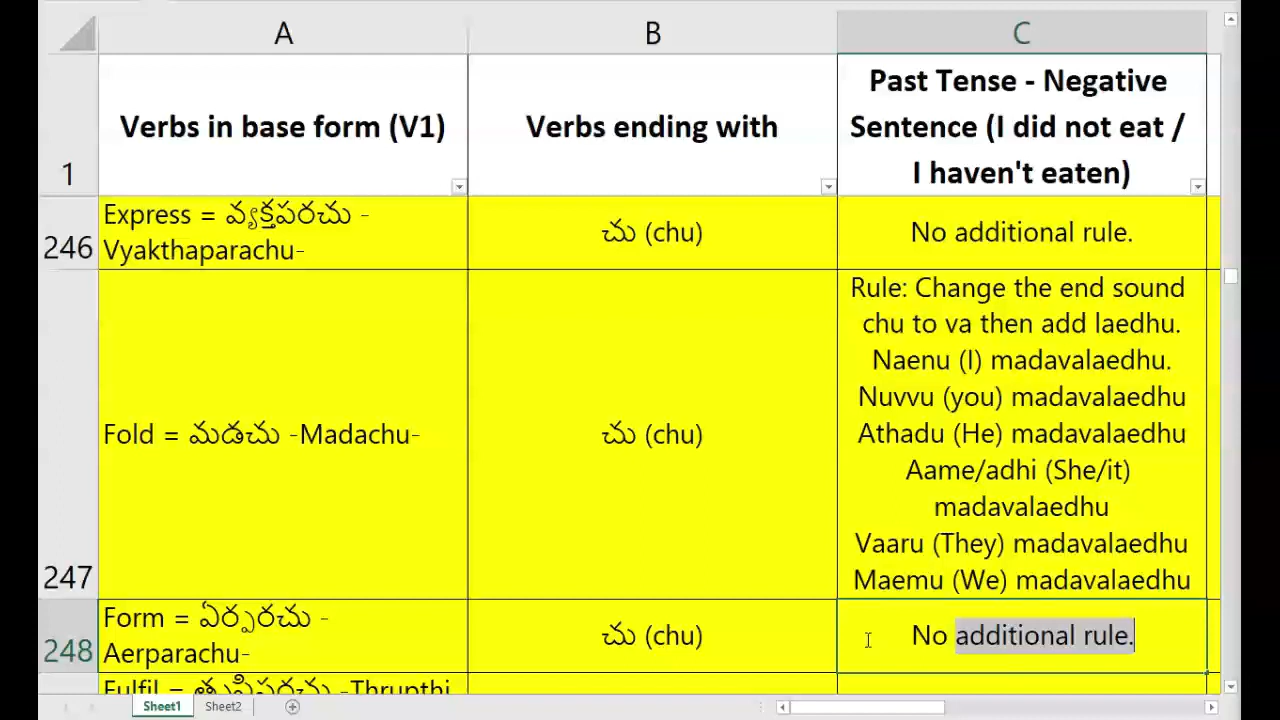 A B C
1
Verbs in base form (V1)
Verbs ending with
Past Tense - Negative
Sentence (I did not eat /
I haven't eaten)
246
Express = వ్యక్తపరచు -
Vyakthaparachu-
చు (chu)
No additional rule.
247
Fold = మడచు -Madachu-
చు (chu)
Rule: Change the end sound
chu to va then add laedhu.
Naenu (I) madavalaedhu.
Nuvvu (you) madavalaedhu
Athadu (He) madavalaedhu
Aame/adhi (She/it)
madavalaedhu
Vaaru (They) madavalaedhu
Maemu (We) madavalaedhu
248
Form = ఏర్పరచు -
Aerparachu-
చు (chu)
No additional rule.
Fulfil = తృప్తిపరచు -Thrupthi
Sheet1 Sheet2